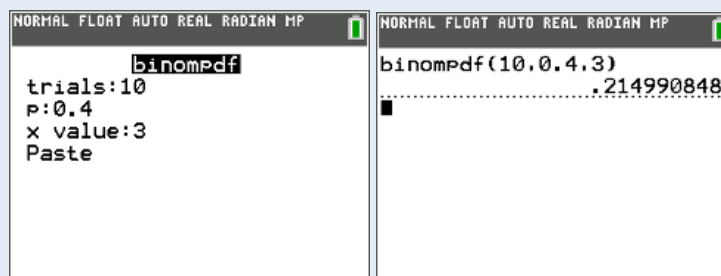 NORMAL FLOAT AUTO REAL RADIAN MP
binompdf
trials:10
p:0.4
x value:3
Paste
NORMAL FLOAT AUTO REAL RADIAN MP
binompdf(10,0.4,3)
.214990848